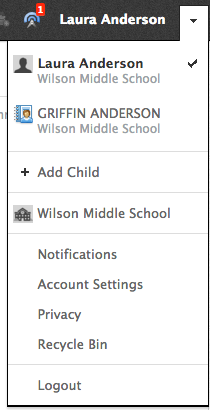 1
Laura Anderson
Laura Anderson
Wilson Middle School
GRIFFIN ANDERSON
Wilson Middle School
+ Add Child
Wilson Middle School
Notifications
Account Settings
Privacy
Recycle Bin
Logout